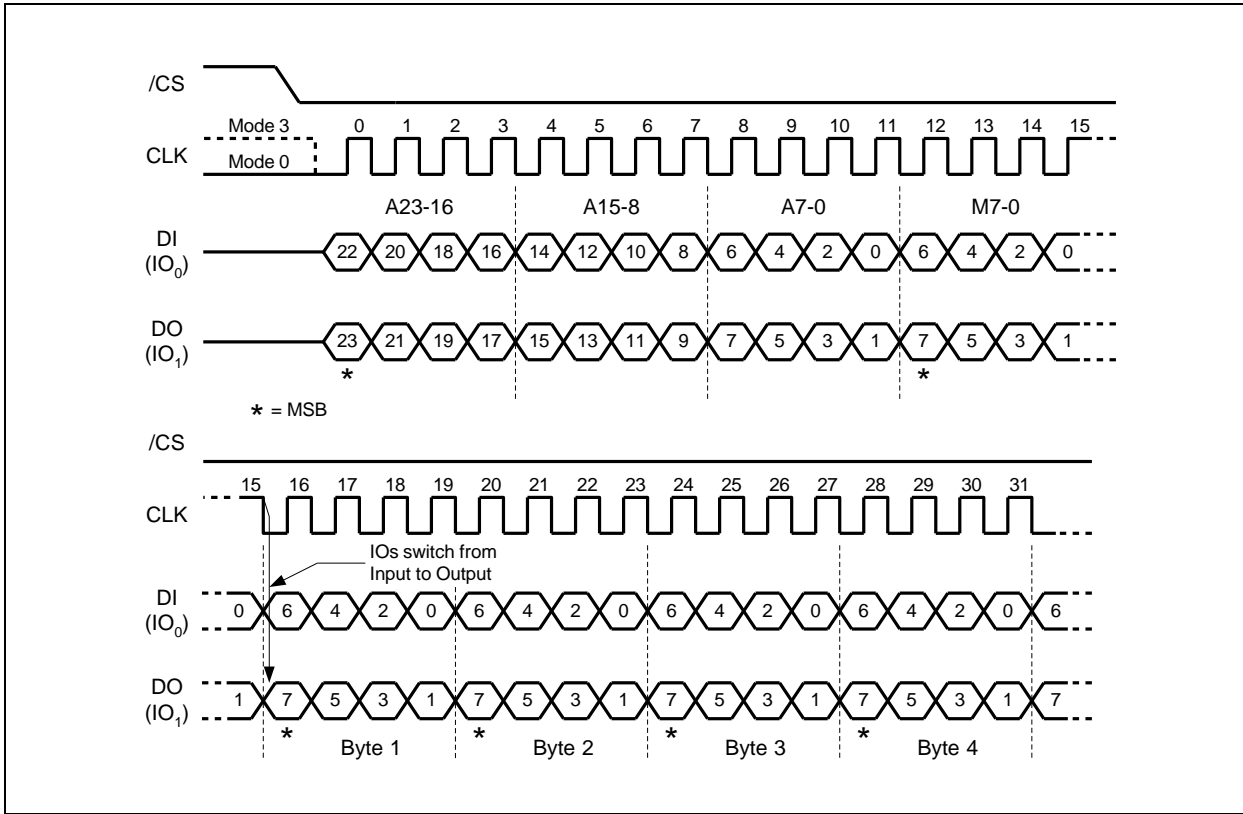 /CS
Mode 3 0 1 2 3 4 5 6 7 8 9 10 11 12 13 14 15
CLK
Mode 0
A23-16 A15-8 A7-0 M7-0
DI
(IO0)
22 20 18 16 14 12 10 8 6 4 2 0 6 4 2 0
DO
(IO1)
23 21 19 17 15 13 11 9 7 5 3 1 7 5 3 1
* *
* = MSB
/CS
15 16 17 18 19 20 21 22 23 24 25 26 27 28 29 30 31
CLK
IOs switch from
Input to Output
DI
(IO0)
0 6 4 2 0 6 4 2 0 6 4 2 0 6 4 2 0 6
DO
(IO1)
1 7 5 3 1 7 5 3 1 7 5 3 1 7 5 3 1 7
* * * *
Byte 1 Byte 2 Byte 3 Byte 4